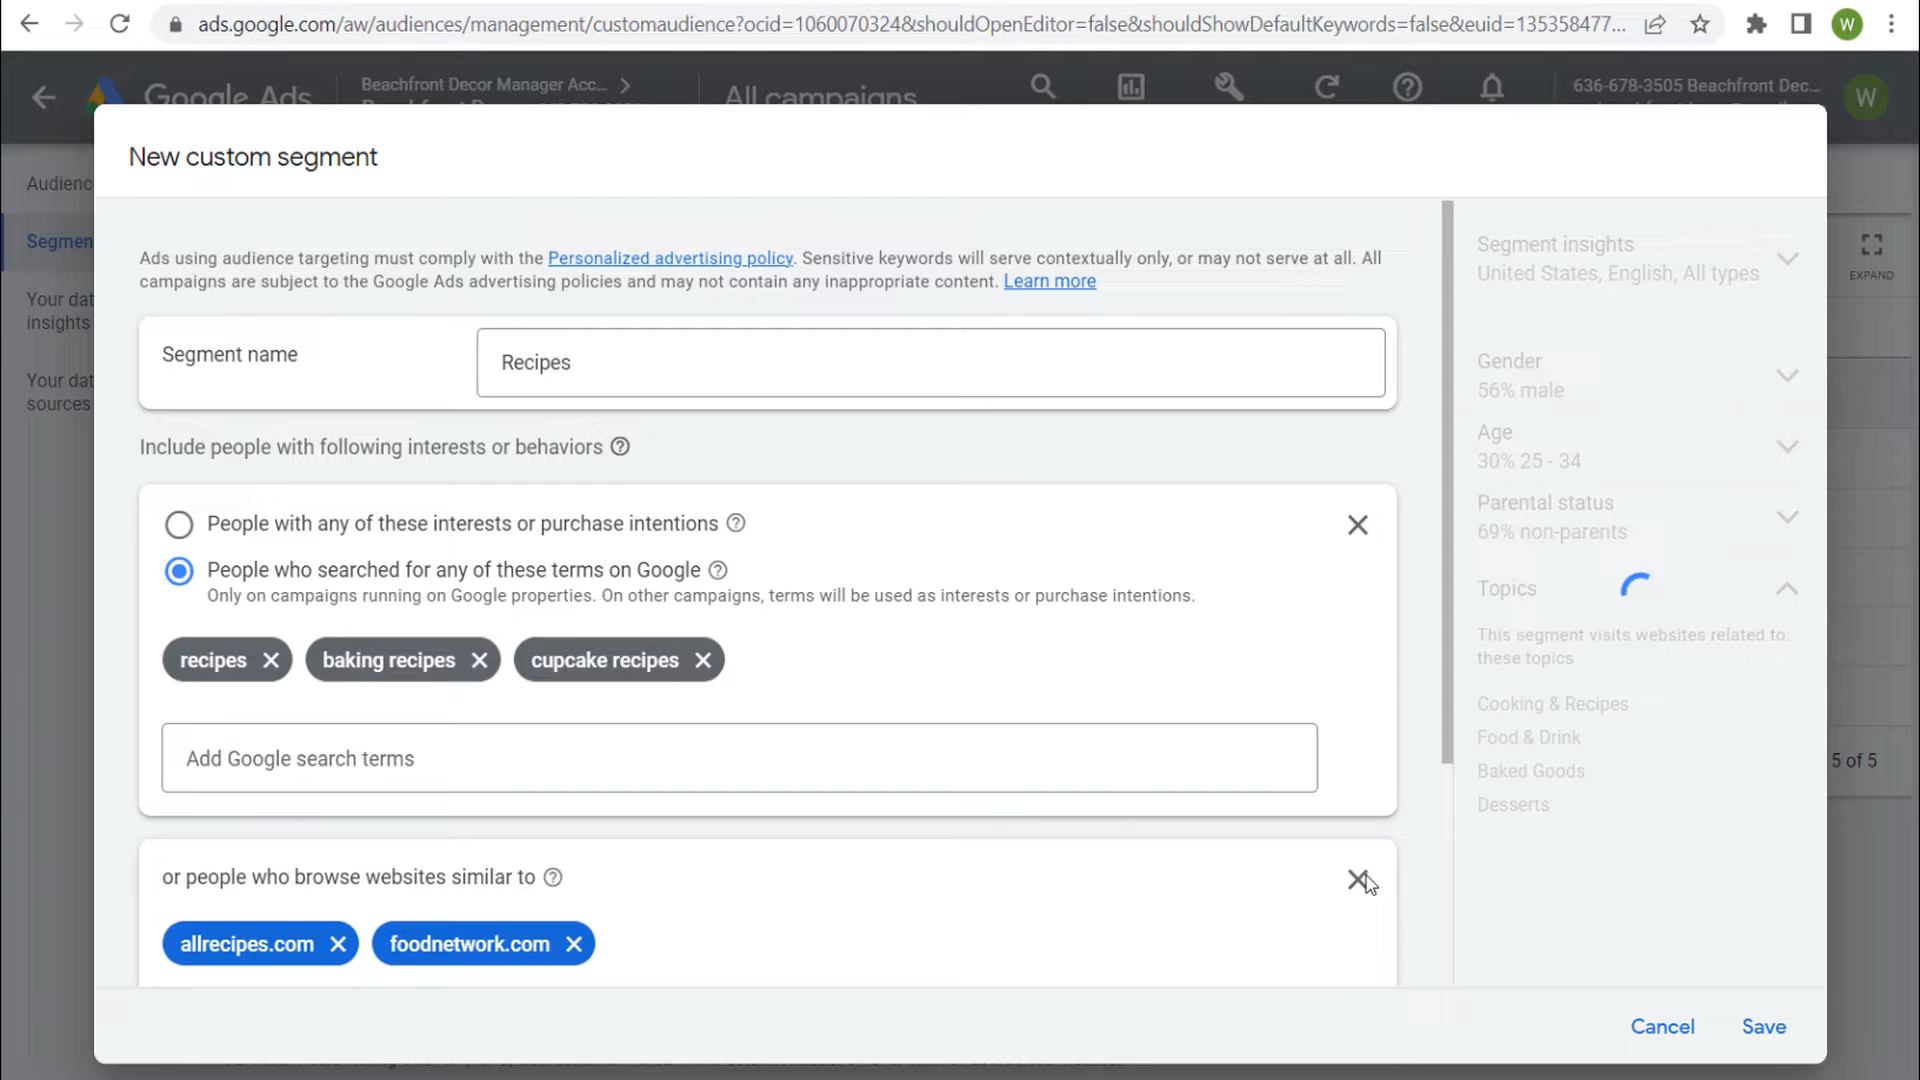 ads.google.com/aw/audiences/management/customaudience?ocid=1060070324&shouldOpenEditor=false&shouldShowDefaultKeywords=false&euid=135358477...
W
Google Ads
Beachfront Decor Manager Acc...
All campaigns
636-678-3505 Beachfront Dec...
W
New custom segment
Audienc
Segmen
Your dat
insights
Your dat
sources
EXPAND
5 of 5
Ads using audience targeting must comply with the Personalized advertising policy. Sensitive keywords will serve contextually only, or may not serve at all. All
campaigns are subject to the Google Ads advertising policies and may not contain any inappropriate content. Learn more
Segment name
Recipes
Include people with following interests or behaviors
People with any of these interests or purchase intentions
People who searched for any of these terms on Google
Only on campaigns running on Google properties. On other campaigns, terms will be used as interests or purchase intentions.
recipes
baking recipes
cupcake recipes
Add Google search terms
or people who browse websites similar to
allrecipes.com
foodnetwork.com
Segment insights
United States, English, All types
Gender
56% male
Age
30% 25 - 34
Parental status
69% non-parents
Topics
This segment visits websites related to
these topics
Cooking & Recipes
Food & Drink
Baked Goods
Desserts
Cancel
Save